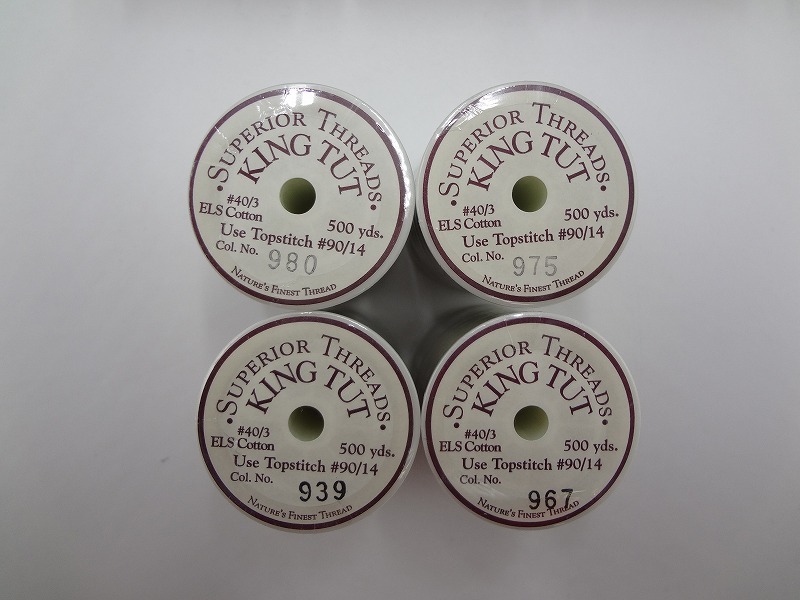 ·SUPERIOR THREADS·
KING TUT
#40/3
ELS Cotton
500 yds.
Use Topstitch #90/14
Col. No. 980
NATURE'S FINEST THREAD
·SUPERIOR THREADS·
KING TUT
#40/3
ELS Cotton
500 yds.
Use Topstitch #90/14
Col. No. 975
NATURE'S FINEST THREAD
·SUPERIOR THREADS·
KING TUT
#40/3
ELS Cotton
500 yds.
Use Topstitch #90/14
Col. No. 939
NATURE'S FINEST THREAD
·SUPERIOR THREADS·
KING TUT
#40/3
ELS Cotton
500 yds.
Use Topstitch #90/14
Col. No. 967
NATURE'S FINEST THREAD